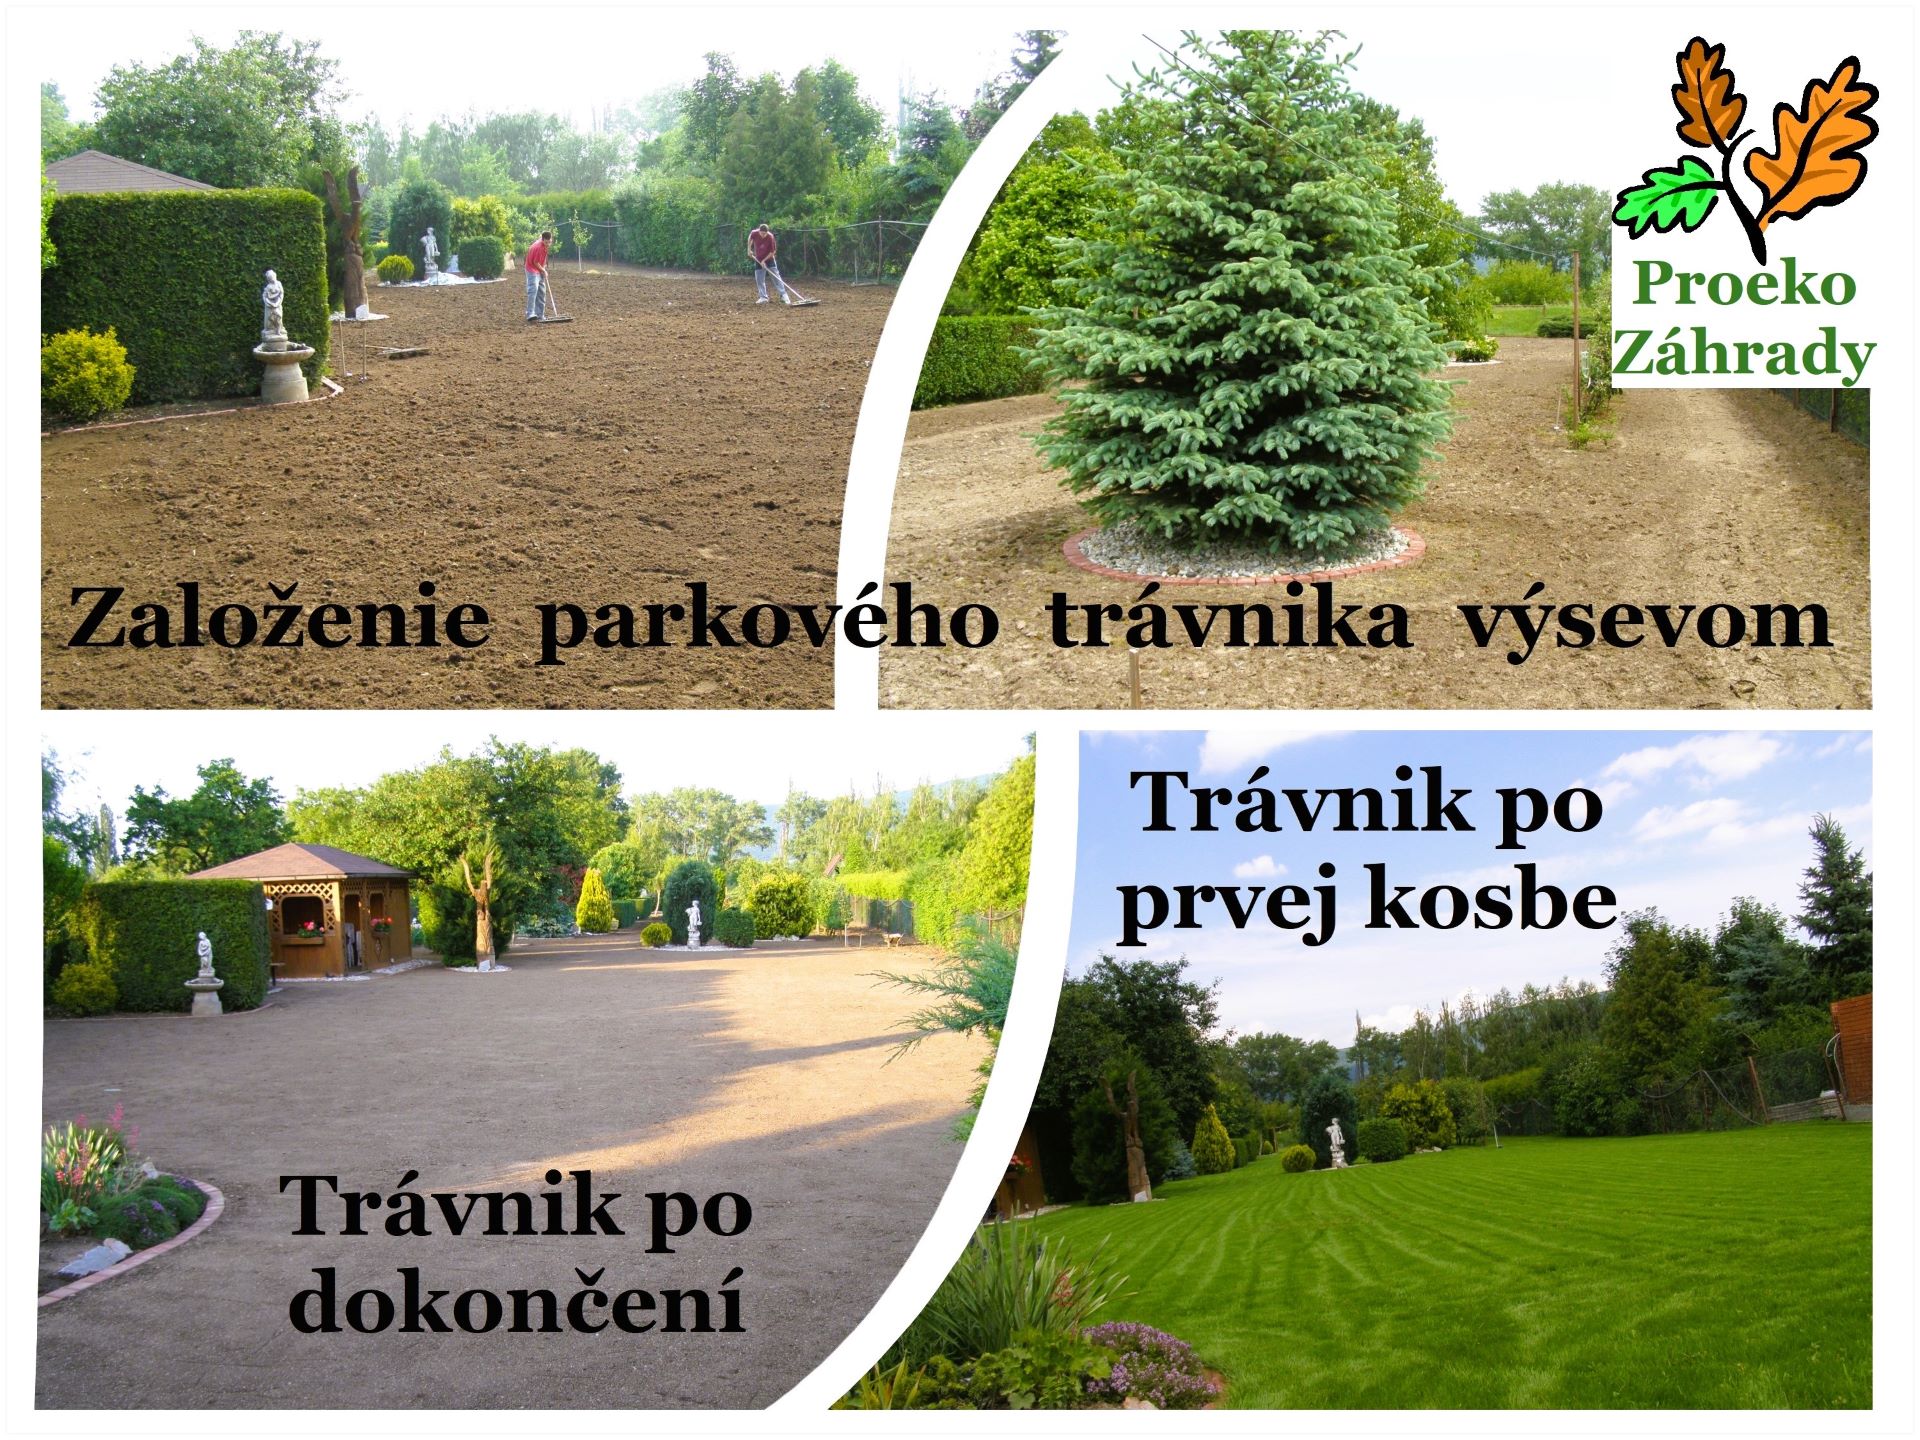 Proeko
Záhrady
Založenie parkového trávnika výsevom
Trávnik po
prvej kosbe
Trávnik po
dokončení